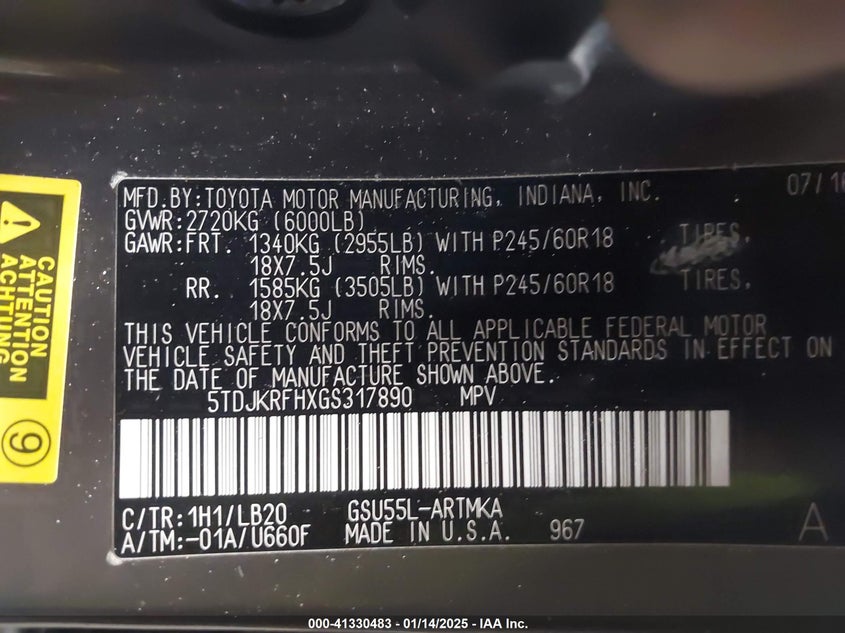 MFD.BY:TOYOTA MOTOR MANUFACTURING, INDIANA, INC. 07/16
GVWR:2720KG (6000LB)
GAWR:FRT. 1340KG (2955LB) WITH P245/60R18 TIRES,
18X7.5J RIMS.
RR. 1585KG (3505LB) WITH P245/60R18 TIRES,
18X7.5J RIMS.
THIS VEHICLE CONFORMS TO ALL APPLICABLE FEDERAL MOTOR
VEHICLE SAFETY AND THEFT PREVENTION STANDARDS IN EFFECT ON
THE DATE OF MANUFACTURE SHOWN ABOVE.
5TDJKRFHXGS317890 MPV
C/TR:1H1/LB20 GSU55L-ARTMKA
A/TM:-01A/U660F MADE IN U.S.A. 967 A
CAUTION
ATTENTION
ACHTUNG
9
000-41330483 - 01/14/2025 - IAA Inc.